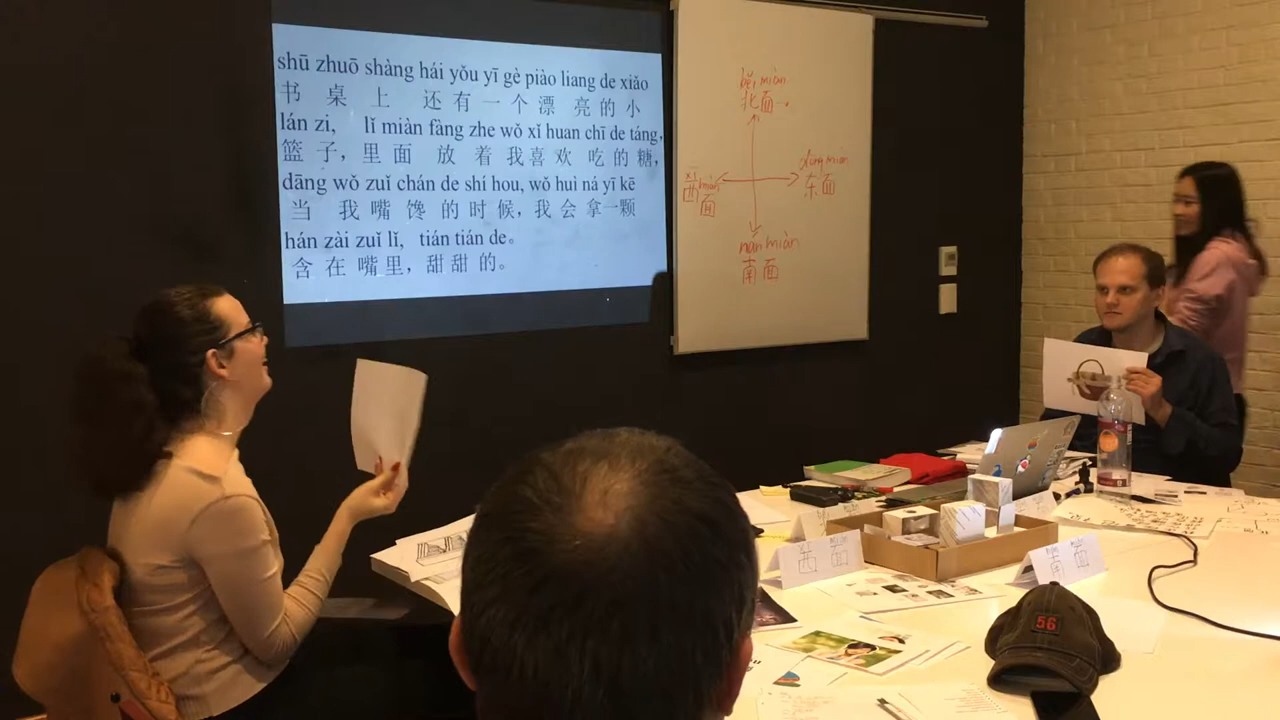 shū zhuō shàng hái yǒu yī gè piào liang de xiǎo
书 桌 上 还 有 一 个 漂 亮 的 小
lán zi, lǐ miàn fàng zhe wǒ xǐ huan chī de táng,
篮 子，里 面 放 着 我 喜 欢 吃 的 糖，
dāng wǒ zuǐ chán de shí hou, wǒ huì ná yī kē
当 我 嘴 馋 的 时 候，我 会 拿 一 颗
hán zài zuǐ lǐ, tián tián de。
含 在 嘴 里，甜 甜 的。
běi miàn
北面
xī miàn
西面
dōng miàn
东面
nán miàn
南面
西 面
南 面
56